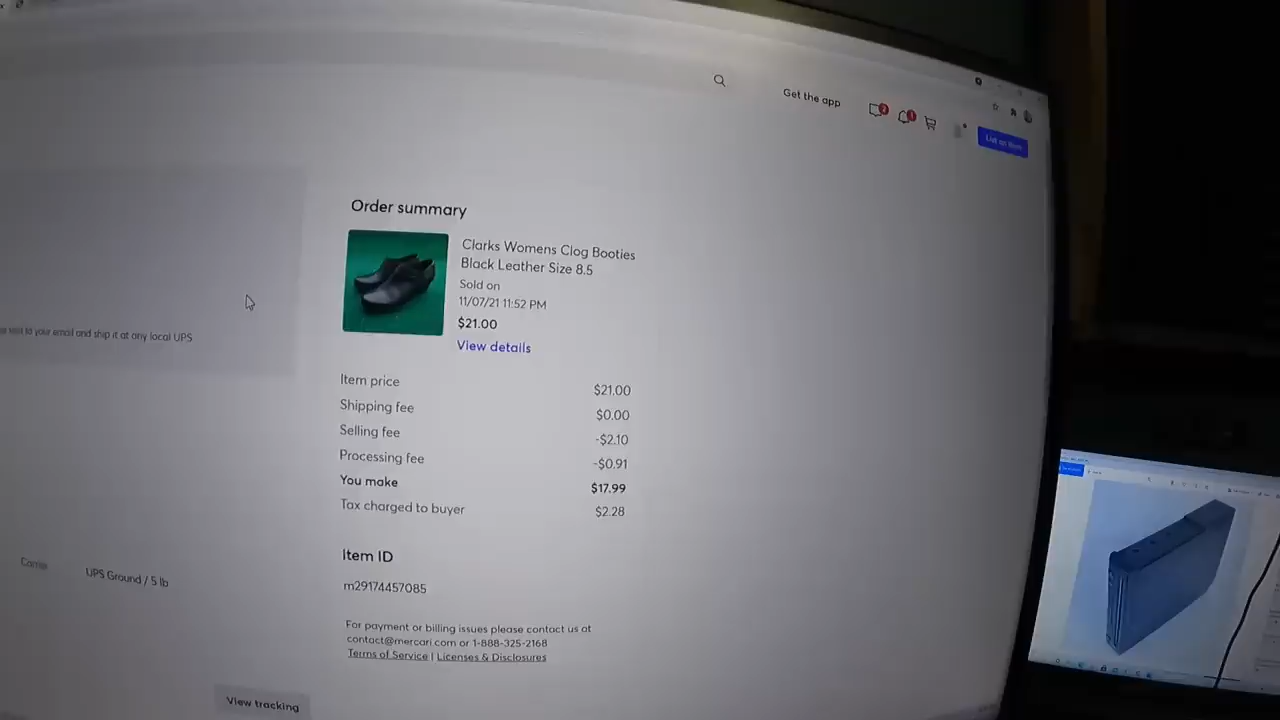 Get the app
2
1
Order summary
Clarks Womens Clog Booties
Black Leather Size 8.5
Sold on
11/07/21 11:52 PM
$21.00
View details
to your email and ship it at any local UPS
Item price $21.00
Shipping fee $0.00
Selling fee -$2.10
Processing fee -$0.91
You make $17.99
Tax charged to buyer $2.28
Item ID
m29174457085
Carrier UPS Ground / 5 lb
For payment or billing issues please contact us at
contact@mercari.com or 1-888-325-2168
Terms of Service | Licenses & Disclosures
View tracking